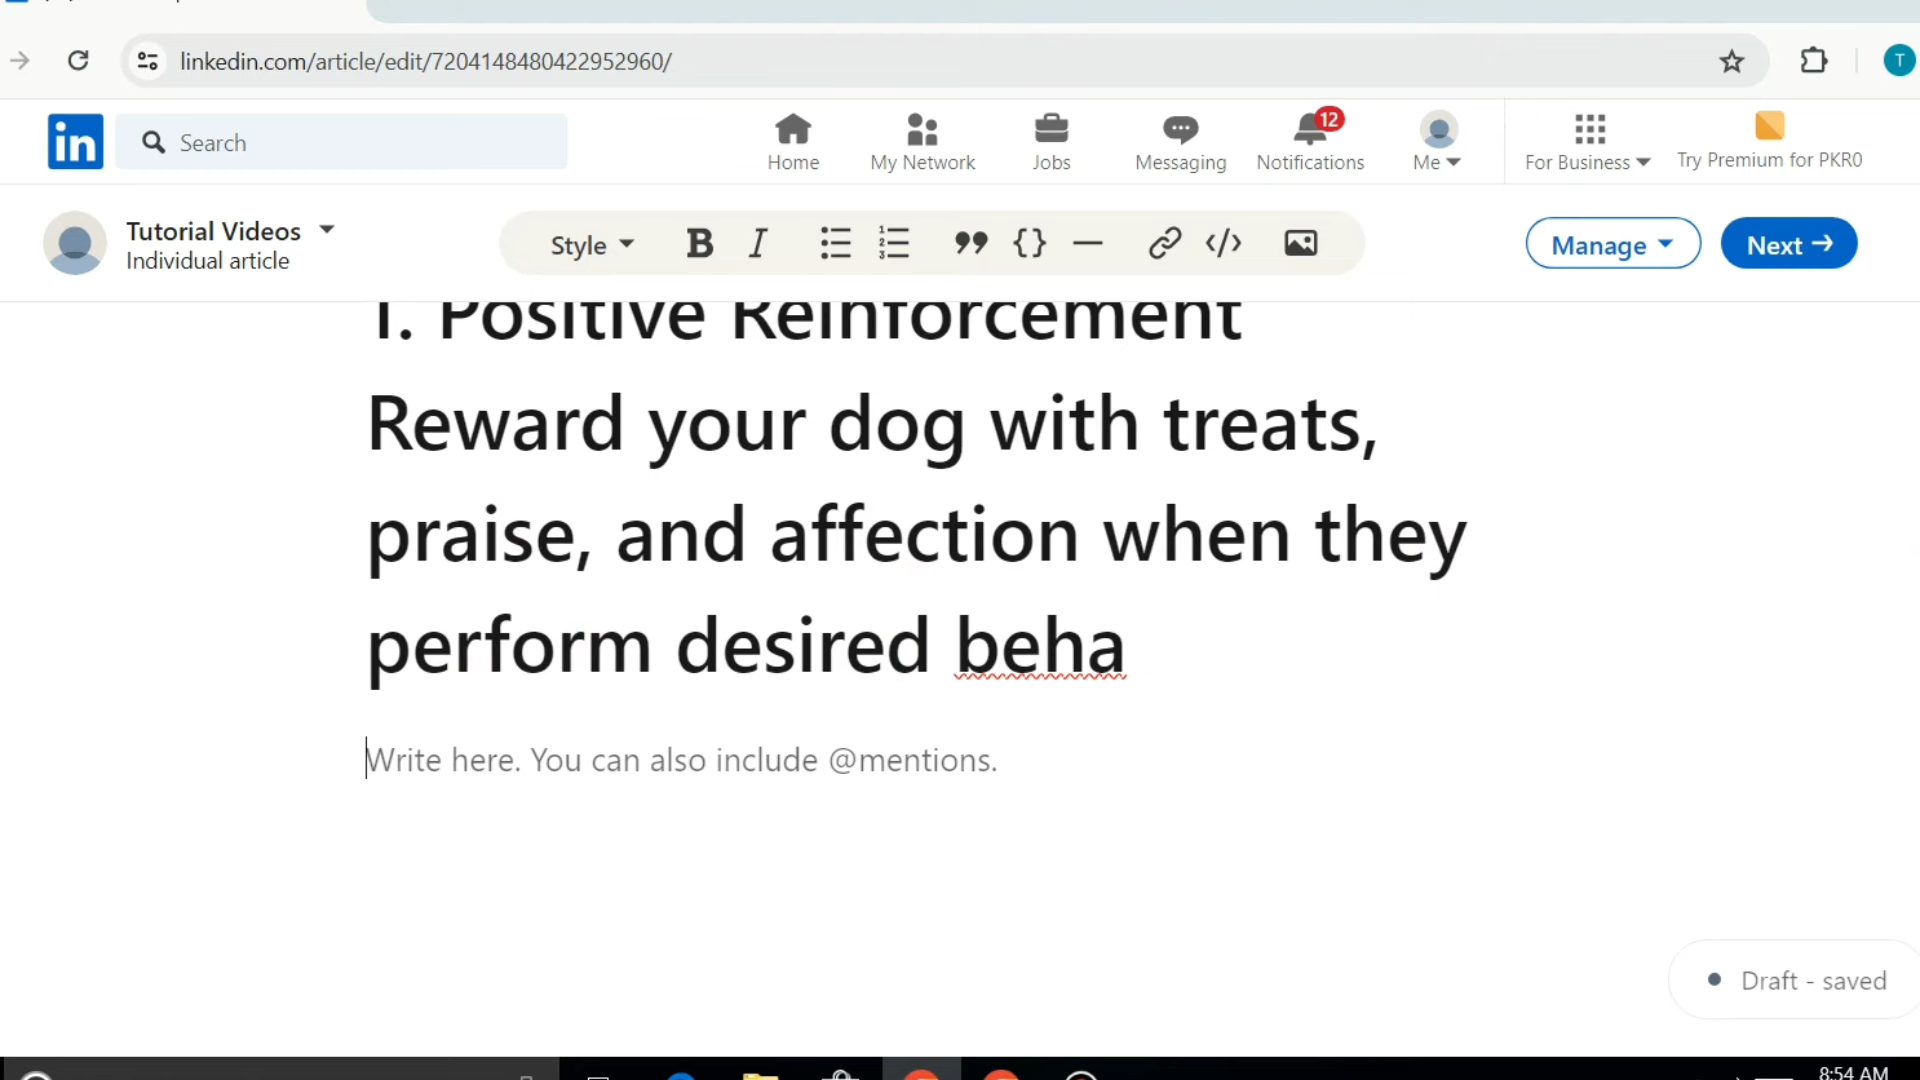 linkedin.com/article/edit/7204148480422952960/
T
in
Search
Home
My Network
Jobs
Messaging
12
Notifications
Me
For Business
Try Premium for PKR0
Tutorial Videos
Individual article
Style
B
I
Manage
Next
1. Positive Reinforcement
Reward your dog with treats,
praise, and affection when they
perform desired beha
Write here. You can also include @mentions.
Draft - saved
8:54 AM